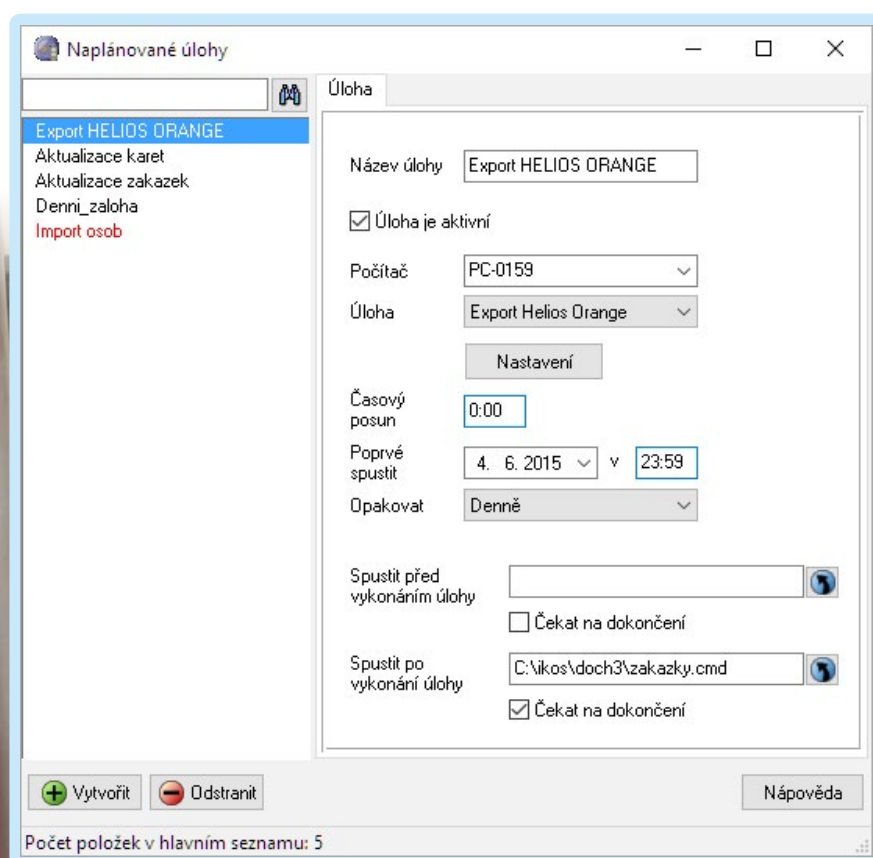 Naplánované úlohy
Úloha
Export HELIOS ORANGE
Aktualizace karet
Aktualizace zakazek
Denni_zaloha
Import osob
Název úlohy Export HELIOS ORANGE
Úloha je aktivní
Počítač PC-0159
Úloha Export Helios Orange
Nastavení
Časový
posun 0:00
Poprvé
spustit 4. 6. 2015 v 23:59
Opakovat Denně
Spustit před
vykonáním úlohy
Čekat na dokončení
Spustit po
vykonání úlohy C:\ikos\doch3\zakazky.cmd
Čekat na dokončení
Vytvořit Odstranit Nápověda
Počet položek v hlavním seznamu: 5